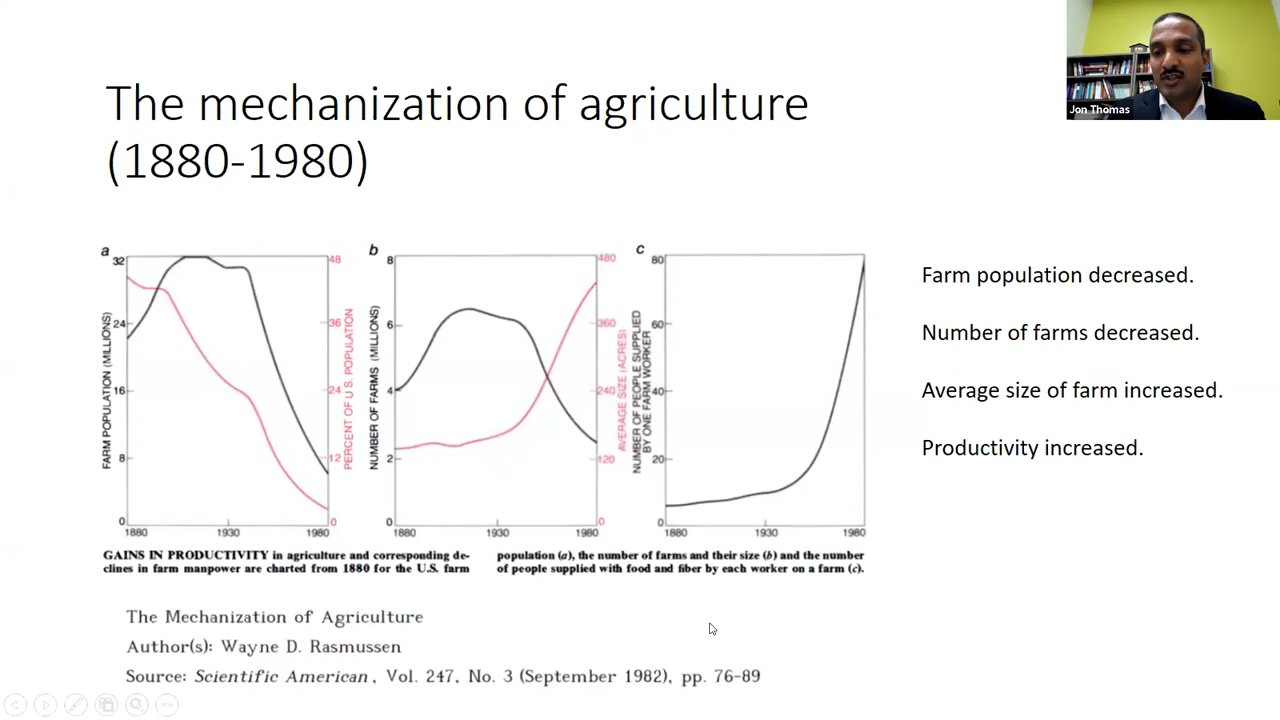 Jon Thomas
The mechanization of agriculture
(1880-1980)
a
32
24
16
8
0
FARM POPULATION (MILLIONS)
48
36
24
12
0
PERCENT OF U.S. POPULATION
1880
1930
1980
b
8
6
4
2
0
NUMBER OF FARMS (MILLIONS)
480
360
240
120
0
AVERAGE SIZE (ACRES)
1880
1930
1980
c
80
60
40
20
0
NUMBER OF PEOPLE SUPPLIED
BY ONE FARM WORKER
1880
1930
1980
Farm population decreased.
Number of farms decreased.
Average size of farm increased.
Productivity increased.
GAINS IN PRODUCTIVITY in agriculture and corresponding de-
clines in farm manpower are charted from 1880 for the U.S. farm
population (a), the number of farms and their size (b) and the number
of people supplied with food and fiber by each worker on a farm (c).
The Mechanization of Agriculture
Author(s): Wayne D. Rasmussen
Source: Scientific American, Vol. 247, No. 3 (September 1982), pp. 76-89